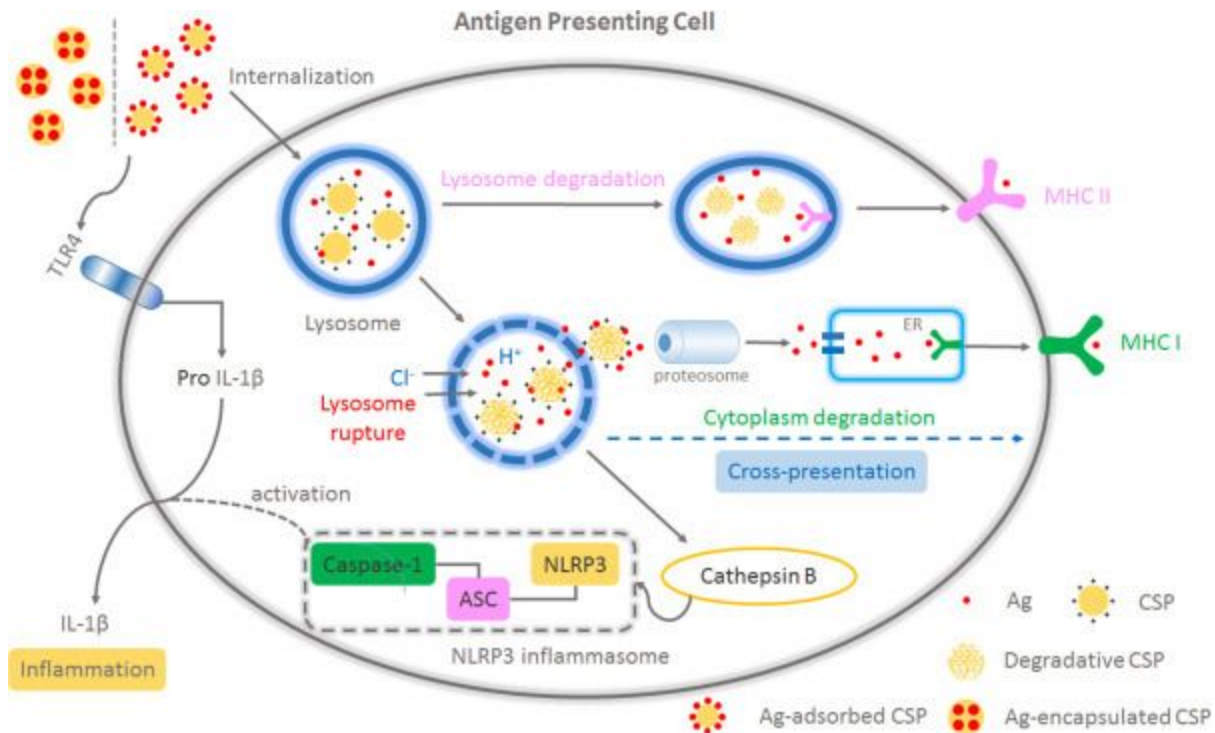 Antigen Presenting Cell
Internalization
Lysosome degradation
MHC II
TLR4
Lysosome
ER
H⁺
proteosome
MHC I
Pro IL-1β
Cl⁻
Lysosome
rupture
Cytoplasm degradation
Cross-presentation
activation
Caspase-1
NLRP3
ASC
Cathepsin B
Ag
CSP
IL-1β
Inflammation
NLRP3 inflammasome
Degradative CSP
Ag-adsorbed CSP
Ag-encapsulated CSP